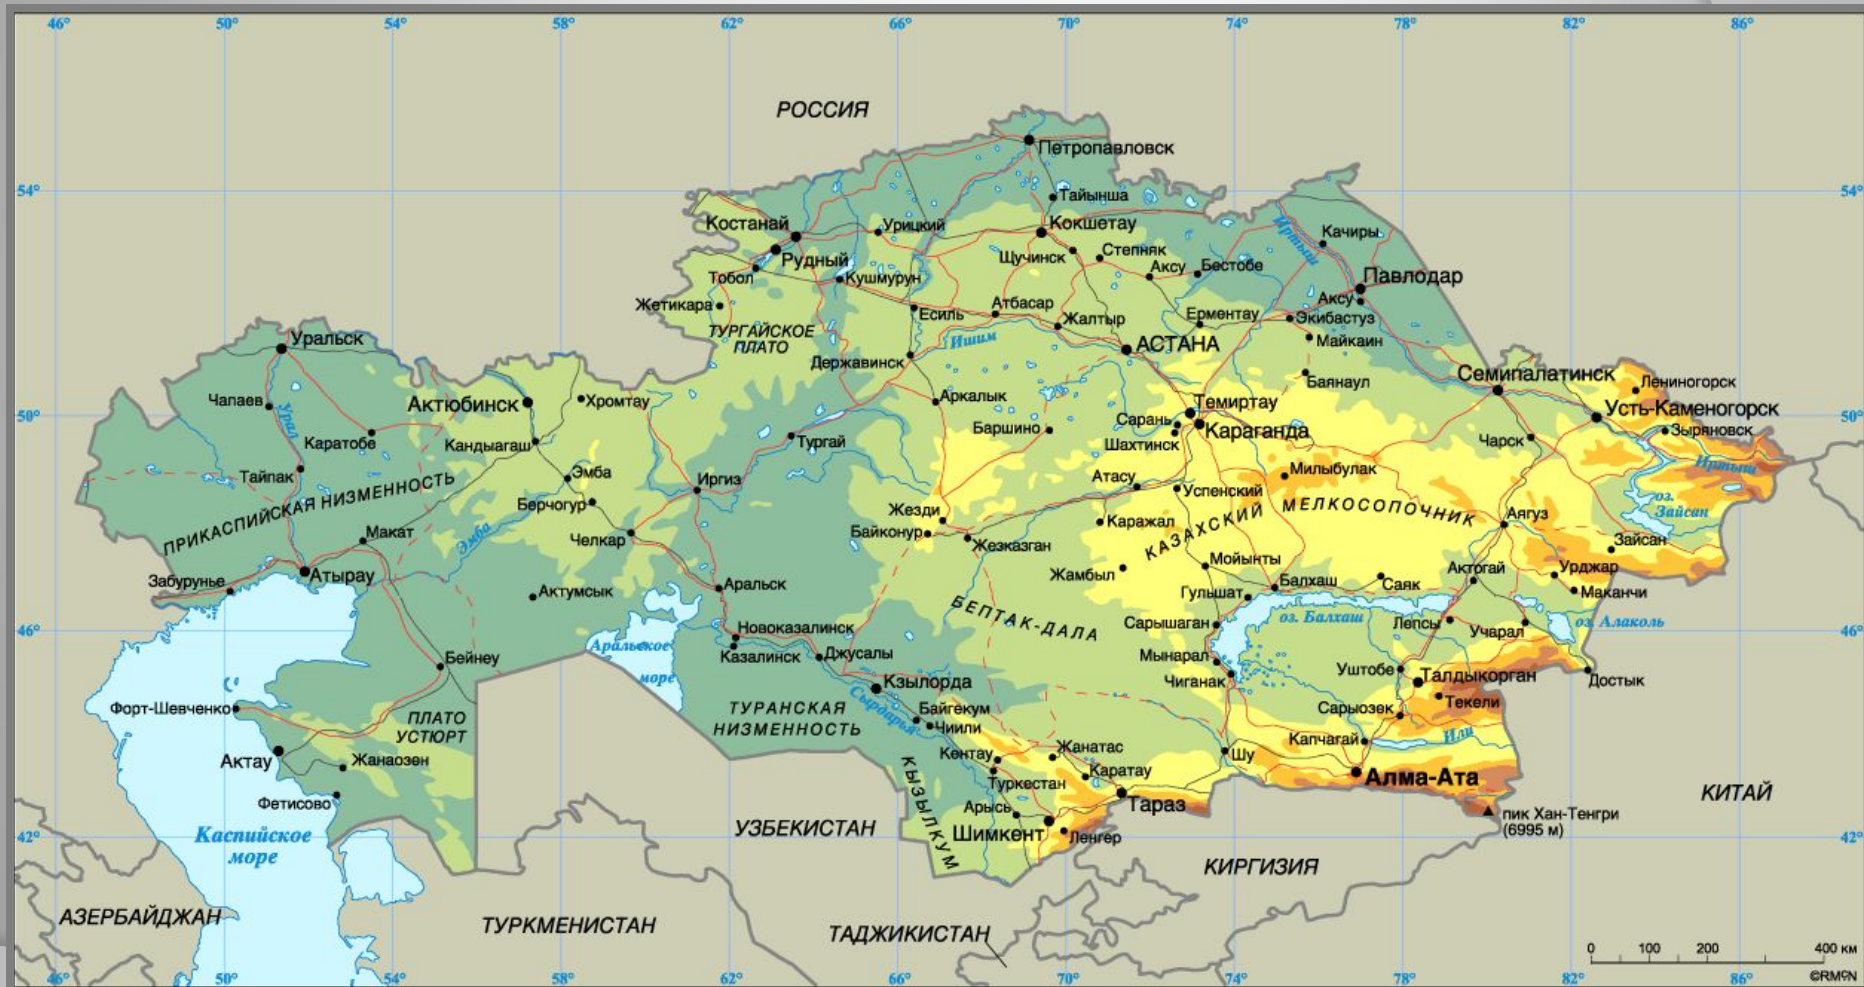 46° 50° 54° 58° 62° 66° 70° 74° 78° 82° 86°
РОССИЯ
Петропавловск
54° 54°
Тайынша
Костанай
Урицкий
Кокшетау
Иртыш
Качиры
Рудный
Щучинск
Степняк
Тобол
Кушмурун
Аксу
Бестобе
Павлодар
Жетикара
Аксу
Атбасар
Есиль
Жалтыр
Ерментау
Экибастуз
ТУРГАЙСКОЕ
ПЛАТО
Уральск
Ишим
АСТАНА
Майкаин
Державинск
Семипалатинск
Баянаул
Лениногорск
Чапаев
Урал
Актюбинск
Хромтау
Аркалык
Темиртау
Усть-Каменогорск
50° 50°
Каратобе
Кандыагаш
Тургай
Баршино
Сарань
Караганда
Шахтинск
Чарск
Зыряновск
Тайпак
Эмба
Милыбулак
Иртыш
ПРИКАСПИЙСКАЯ НИЗМЕННОСТЬ
Иргиз
Атасу
Успенский
оз.
Зайсан
Берчогур
Жезди
Каражал
КАЗАХСКИЙ МЕЛКОСОПОЧНИК
Аягуз
Макат
Эмба
Челкар
Байконур
Жезказган
Зайсан
Мойынты
Забурунье
Атырау
Аральск
Жамбыл
Балхаш
Саяк
Актогай
Урджар
Актумсык
Гульшат
Маканчи
БЕПТАК-ДАЛА
Сарышаган
оз. Балхаш
Лепсы
Учарал
оз. Алаколь
46° 46°
Новоказалинск
Аральское
море
Казалинск
Джусалы
Бейнеу
Мынарал
Чиганак
Уштобе
Талдыкорган
Достык
Кзылорда
Сырдарья
Форт-Шевченко
ПЛАТО
УСТЮРТ
ТУРАНСКАЯ
НИЗМЕННОСТЬ
Байгекум
Чиили
Сарыозек
Текели
Капчагай
Или
Актау
Жанаозен
Кентау
Жанатас
Шу
Каратау
Алма-Ата
Туркестан
КЫЗЫЛКУМ
Фетисово
Арысь
Тараз
КИТАЙ
пик Хан-Тенгри
(6995 м)
Каспийское
море
УЗБЕКИСТАН
Шимкент
Ленгер
42° 42°
КИРГИЗИЯ
АЗЕРБАЙДЖАН
ТУРКМЕНИСТАН
ТАДЖИКИСТАН
0 100 200 400 км
©RMCN
50° 54° 58° 62° 66° 70° 74° 78° 82° 86°